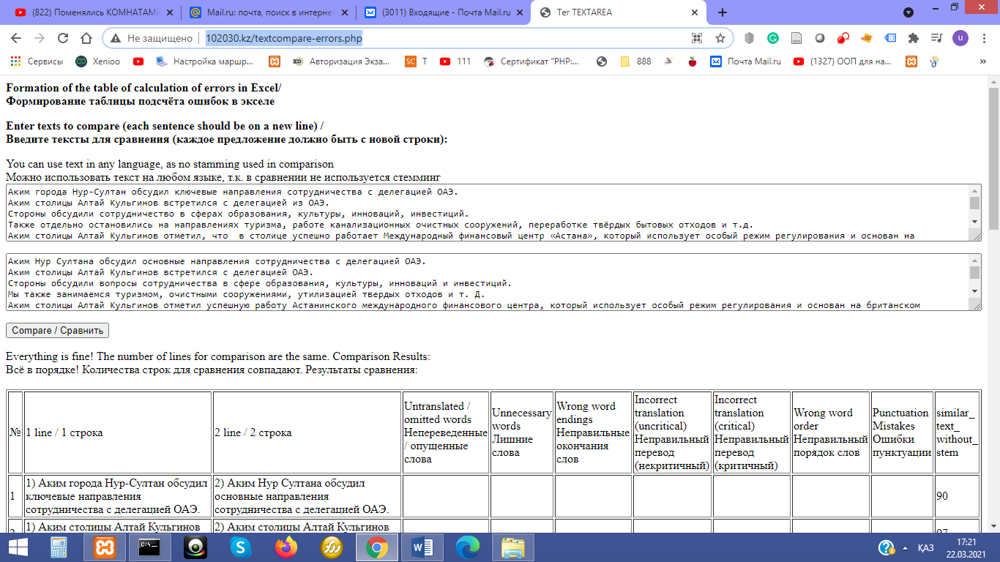 (822) Поменялись КОМНАТАМИ
Mail.ru: почта, поиск в интернет
(3011) Входящие - Почта Mail.ru
Тег TEXTAREA
Не защищено
102030.kz/textcompare-errors.php
u
Сервисы
Xenioo
Настройка маршр...
Авторизация Экза...
SC
T
111
Сертификат "PHP:...
888
Почта Mail.ru
(1327) ООП для на...
»
Formation of the table of calculation of errors in Excel/
Формирование таблицы подсчёта ошибок в экселе
Enter texts to compare (each sentence should be on a new line) /
Введите тексты для сравнения (каждое предложение должно быть с новой строки):
You can use text in any language, as no stamming used in comparison
Можно использовать текст на любом языке, т.к. в сравнении не используется стемминг
Аким города Нур-Султан обсудил ключевые направления сотрудничества с делегацией ОАЭ.
Аким столицы Алтай Кульгинов встретился с делегацией из ОАЭ.
Стороны обсудили сотрудничество в сферах образования, культуры, инноваций, инвестиций.
Также отдельно остановились на направлениях туризма, работе канализационных очистных сооружений, переработке твёрдых бытовых отходов и т.д.
Аким столицы Алтай Кульгинов отметил, что  в столице успешно работает Международный финансовый центр «Астана», который использует особый режим регулирования и основан на
Аким Нур Султана обсудил основные направления сотрудничества с делегацией ОАЭ.
Аким столицы Алтай Кульгинов встретился с делегацией ОАЭ.
Стороны обсудили вопросы сотрудничества в сфере образования, культуры, инноваций и инвестиций.
Мы также занимаемся туризмом, очистными сооружениями, утилизацией твердых отходов и т. Д.
Аким столицы Алтай Кульгинов отметил успешную работу Астанинского международного финансового центра, который использует особый режим регулирования и основан на британском
Compare / Сравнить
Everything is fine! The number of lines for comparison are the same. Comparison Results:
Всё в порядке! Количества строк для сравнения совпадают. Результаты сравнения:
№
1 line / 1 строка
2 line / 2 строка
Untranslated /
omitted words
Непереведенные
/ опущенные
слова
Unnecessary
words
Лишние
слова
Wrong word
endings
Неправильные
окончания
слов
Incorrect
translation
(uncritical)
Неправильный
перевод
(некритичный)
Incorrect
translation
(critical)
Неправильный
перевод
(критичный)
Wrong word
order
Неправильный
порядок слов
Punctuation
Mistakes
Ошибки
пунктуации
similar_
text_
without_
stem
1
1) Аким города Нур-Султан обсудил
ключевые направления
сотрудничества с делегацией ОАЭ.
2) Аким Нур Султана обсудил
основные направления
сотрудничества с делегацией ОАЭ.
90
2
1) Аким столицы Алтай Кульгинов
2) Аким столицы Алтай Кульгинов
97
ҚАЗ
17:21
22.03.2021